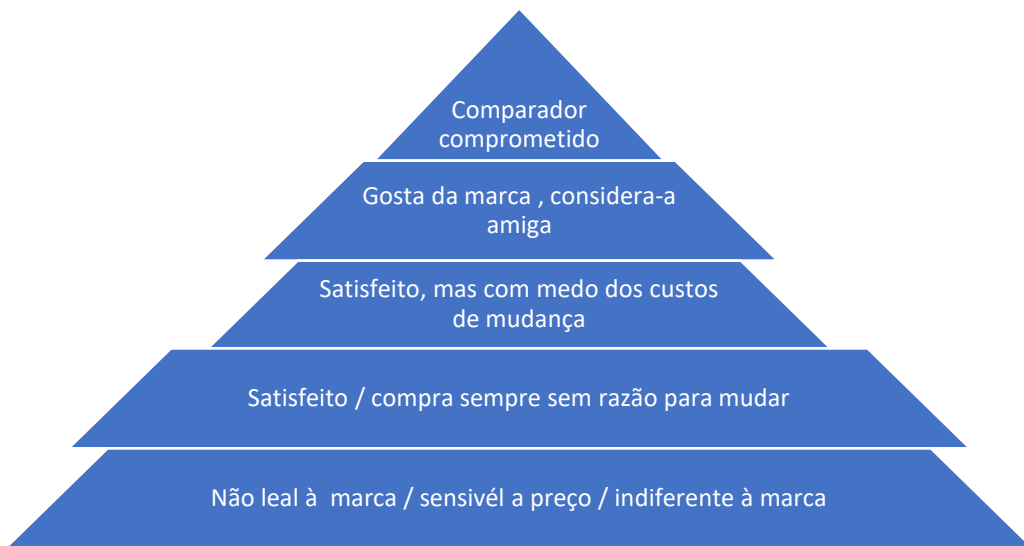 Comparador
comprometido
Gosta da marca , considera-a
amiga
Satisfeito, mas com medo dos custos
de mudança
Satisfeito / compra sempre sem razão para mudar
Não leal à  marca / sensivél a preço / indiferente à marca